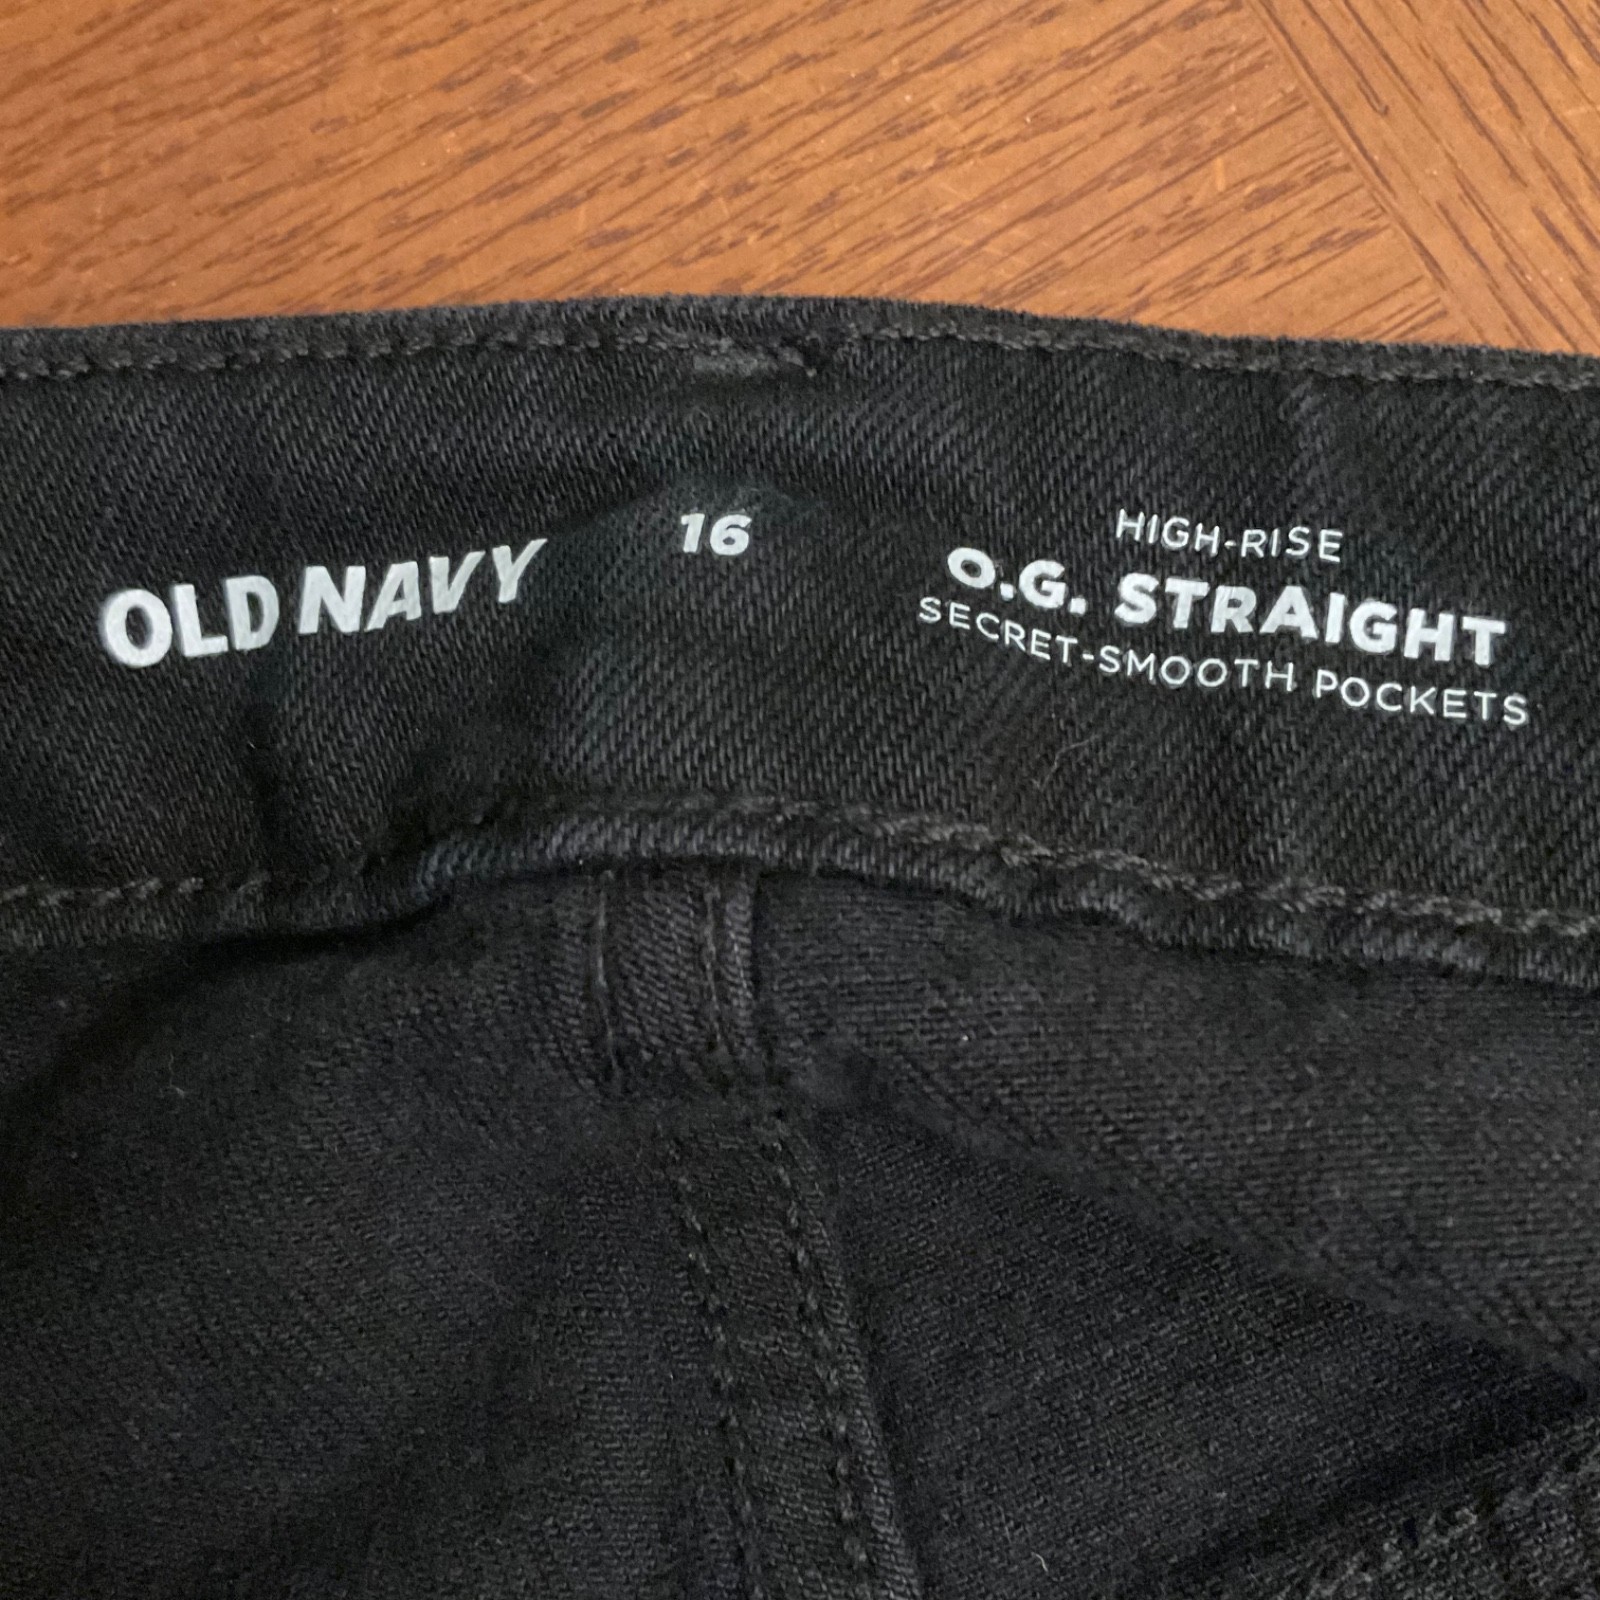 OLD NAVY
16
HIGH-RISE
O.G. STRAIGHT
SECRET-SMOOTH POCKETS